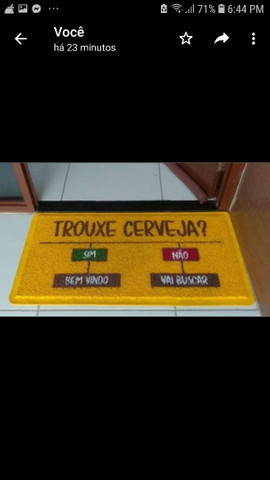 71% 6:44 PM
Você
há 23 minutos
TROUXE CERVEJA?
SIM NÃO
BEM VINDO VAI BUSCAR